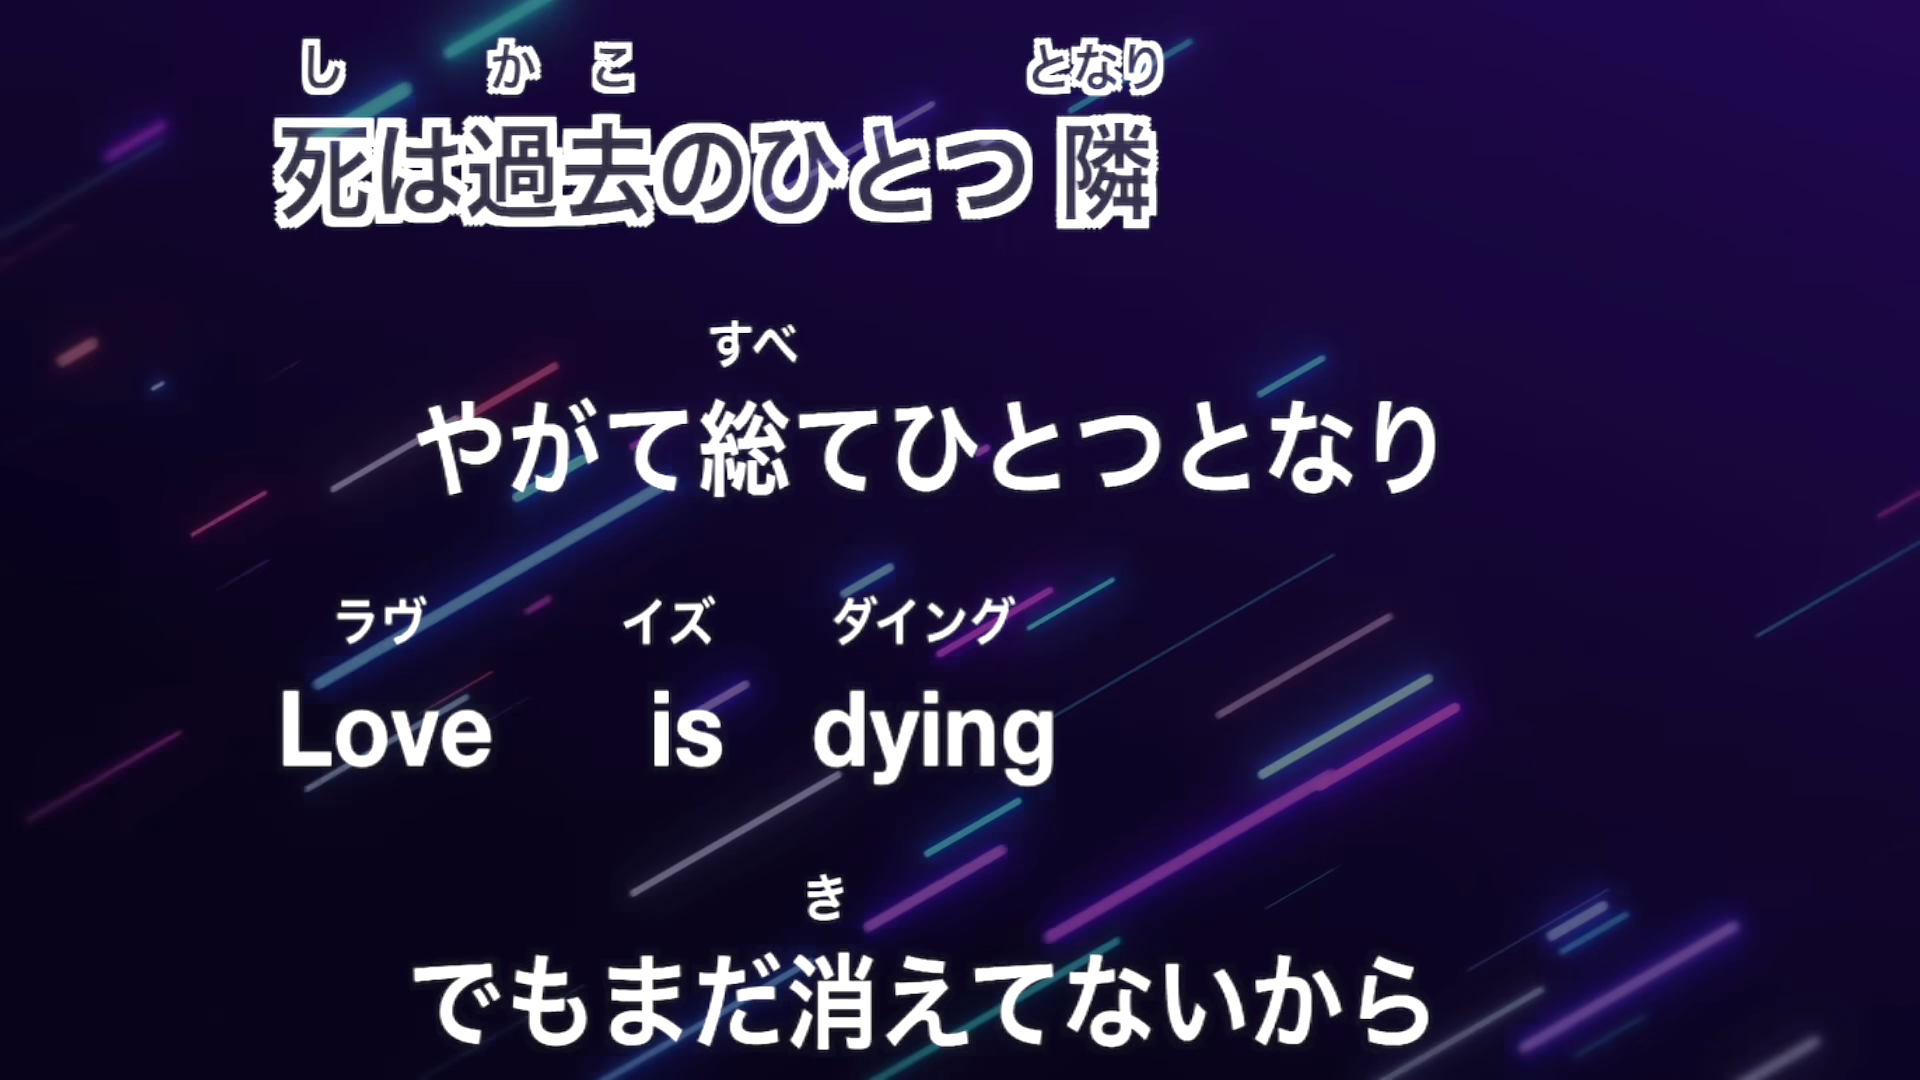 し か こ となり
死は過去のひとつ 隣
すべ
やがて総てひとつとなり
ラヴ イズ ダイング
Love is dying
き
でもまだ消えてないから